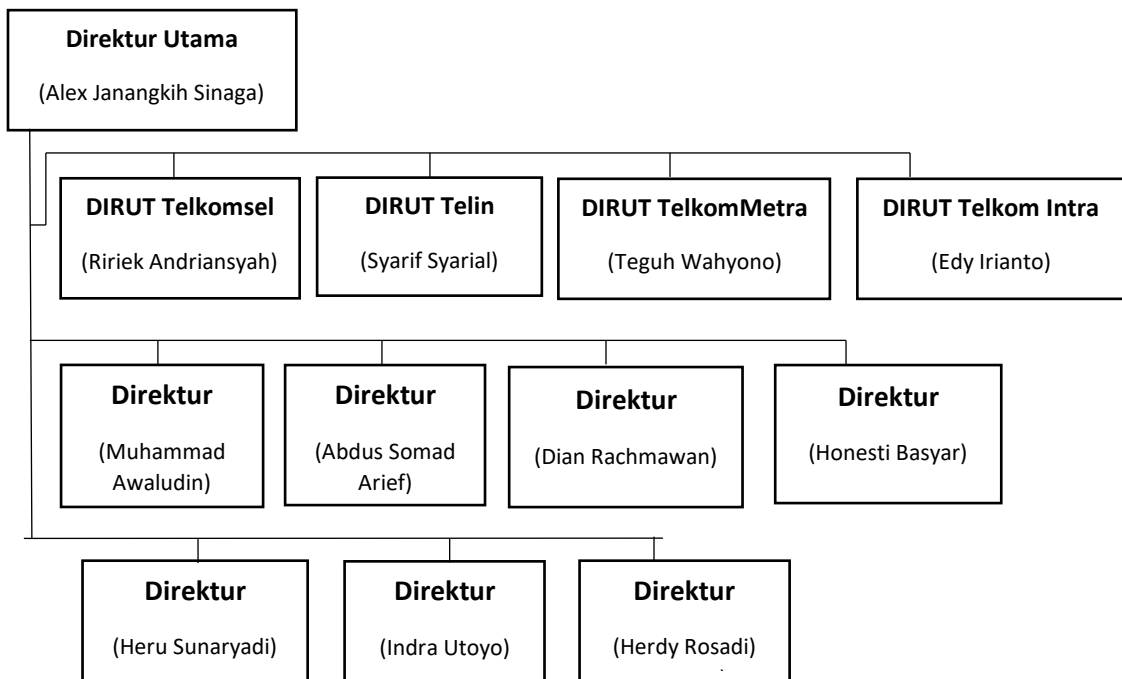 Direktur Utama
(Alex Janangkih Sinaga)
DIRUT Telkomsel
(Ririek Andriansyah)
DIRUT Telin
(Syarif Syarial)
DIRUT TelkomMetra
(Teguh Wahyono)
DIRUT Telkom Intra
(Edy Irianto)
Direktur
(Muhammad
Awaludin)
Direktur
(Abdus Somad
Arief)
Direktur
(Dian Rachmawan)
Direktur
(Honesti Basyar)
Direktur
(Heru Sunaryadi)
Direktur
(Indra Utoyo)
Direktur
(Herdy Rosadi